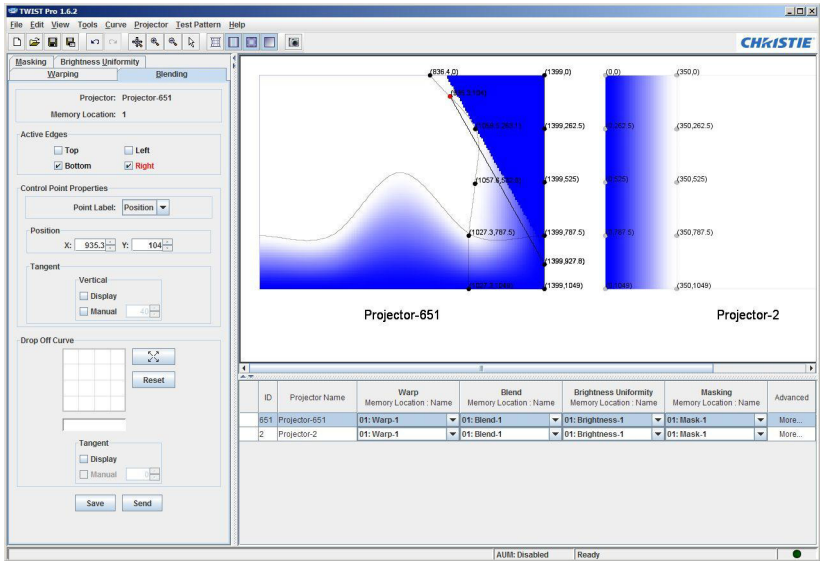 TWIST Pro 1.6.2
File Edit View Tools Curve Projector Test Pattern Help
CHRISTIE
Masking Brightness Uniformity
Warping Blending
Projector: Projector-651
Memory Location: 1
Active Edges
Top Left
Bottom Right
Control Point Properties
Point Label: Position
Position
X: 935.3 Y: 104
Tangent
Vertical
Display
Manual 40
Drop Off Curve
Reset
Tangent
Display
Manual 0
Save Send
(836.4,0) (1399,0) (0,0) (350,0)
(1399,262.5) (350,262.5)
(1399,525) (350,525)
(1027.3,787.5) (1399,787.5) (350,787.5)
(1399,927.8)
(1399,1049) (350,1049)
Projector-651 Projector-2
ID Projector Name Warp Memory Location : Name Blend Memory Location : Name Brightness Uniformity Memory Location : Name Masking Memory Location : Name Advanced
651 Projector-651 01: Warp-1 01: Blend-1 01: Brightness-1 01: Mask-1 More...
2 Projector-2 01: Warp-1 01: Blend-1 01: Brightness-1 01: Mask-1 More...
AUM: Disabled Ready